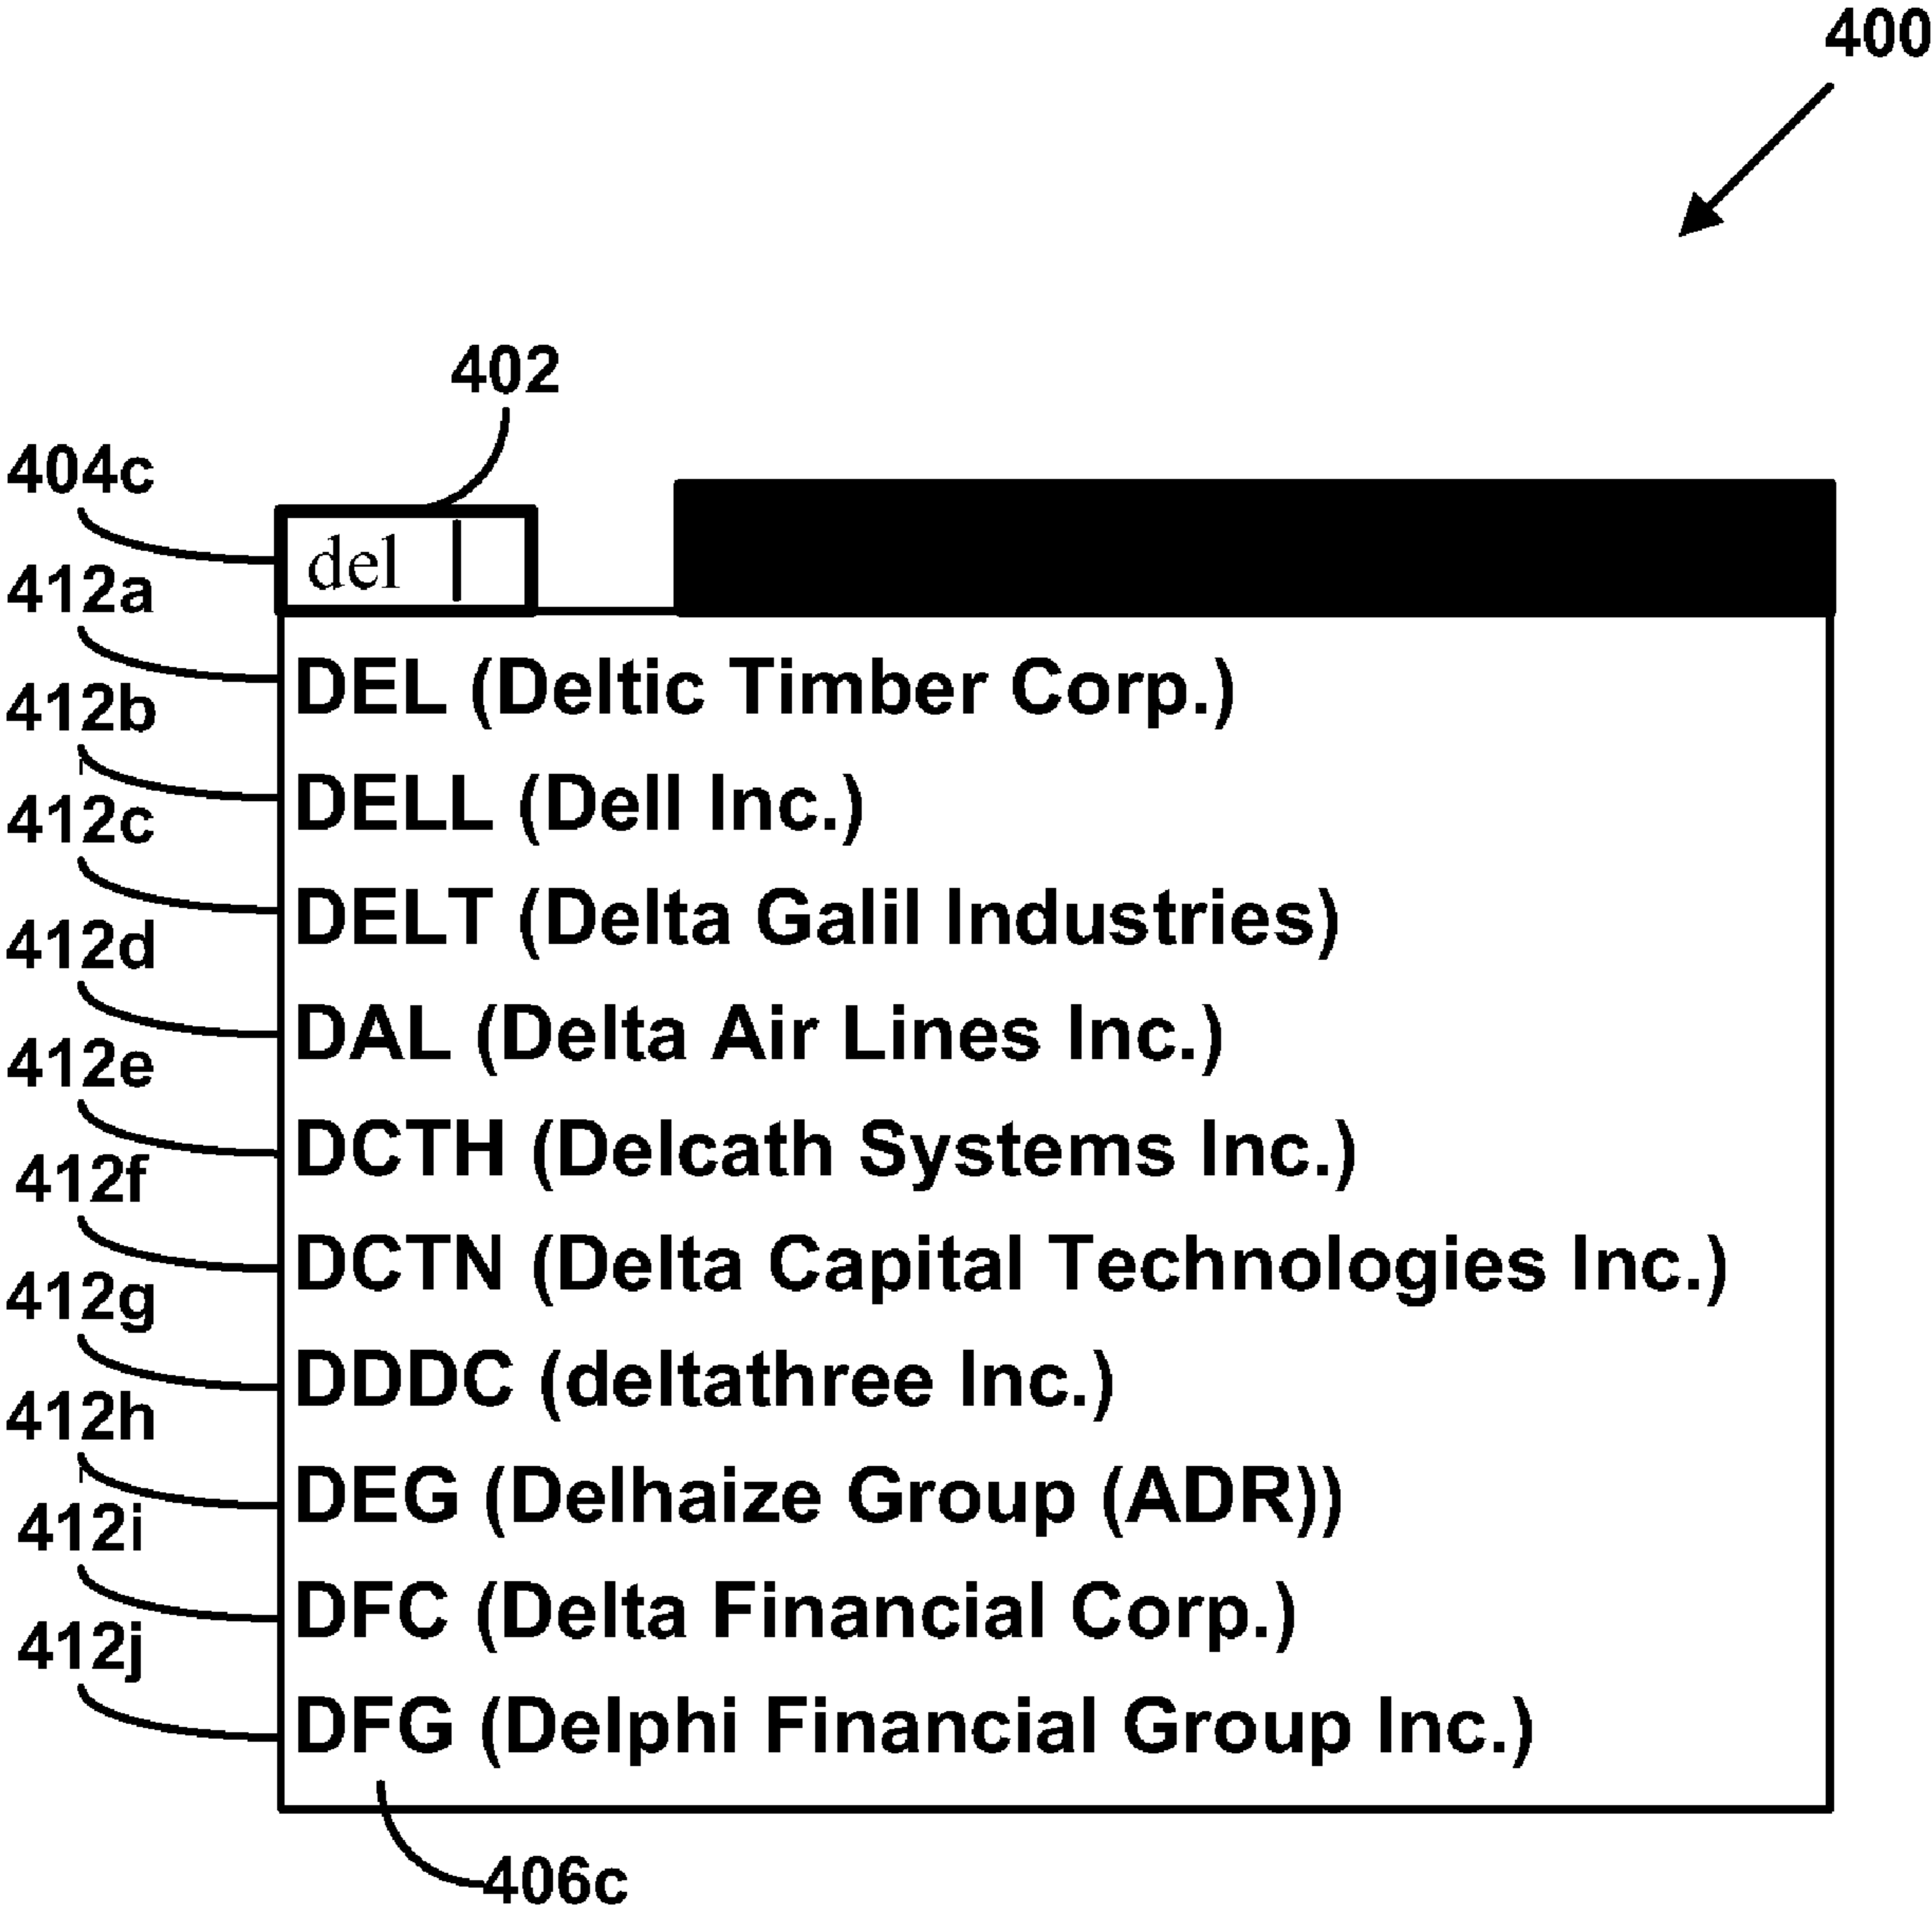 400
402
404c
del
412a
DEL (Deltic Timber Corp.)
412b
DELL (Dell Inc.)
412c
DELT (Delta Galil Industries)
412d
DAL (Delta Air Lines Inc.)
412e
DCTH (Delcath Systems Inc.)
412f
DCTN (Delta Capital Technologies Inc.)
412g
DDDC (deltathree Inc.)
412h
DEG (Delhaize Group (ADR))
412i
DFC (Delta Financial Corp.)
412j
DFG (Delphi Financial Group Inc.)
406c